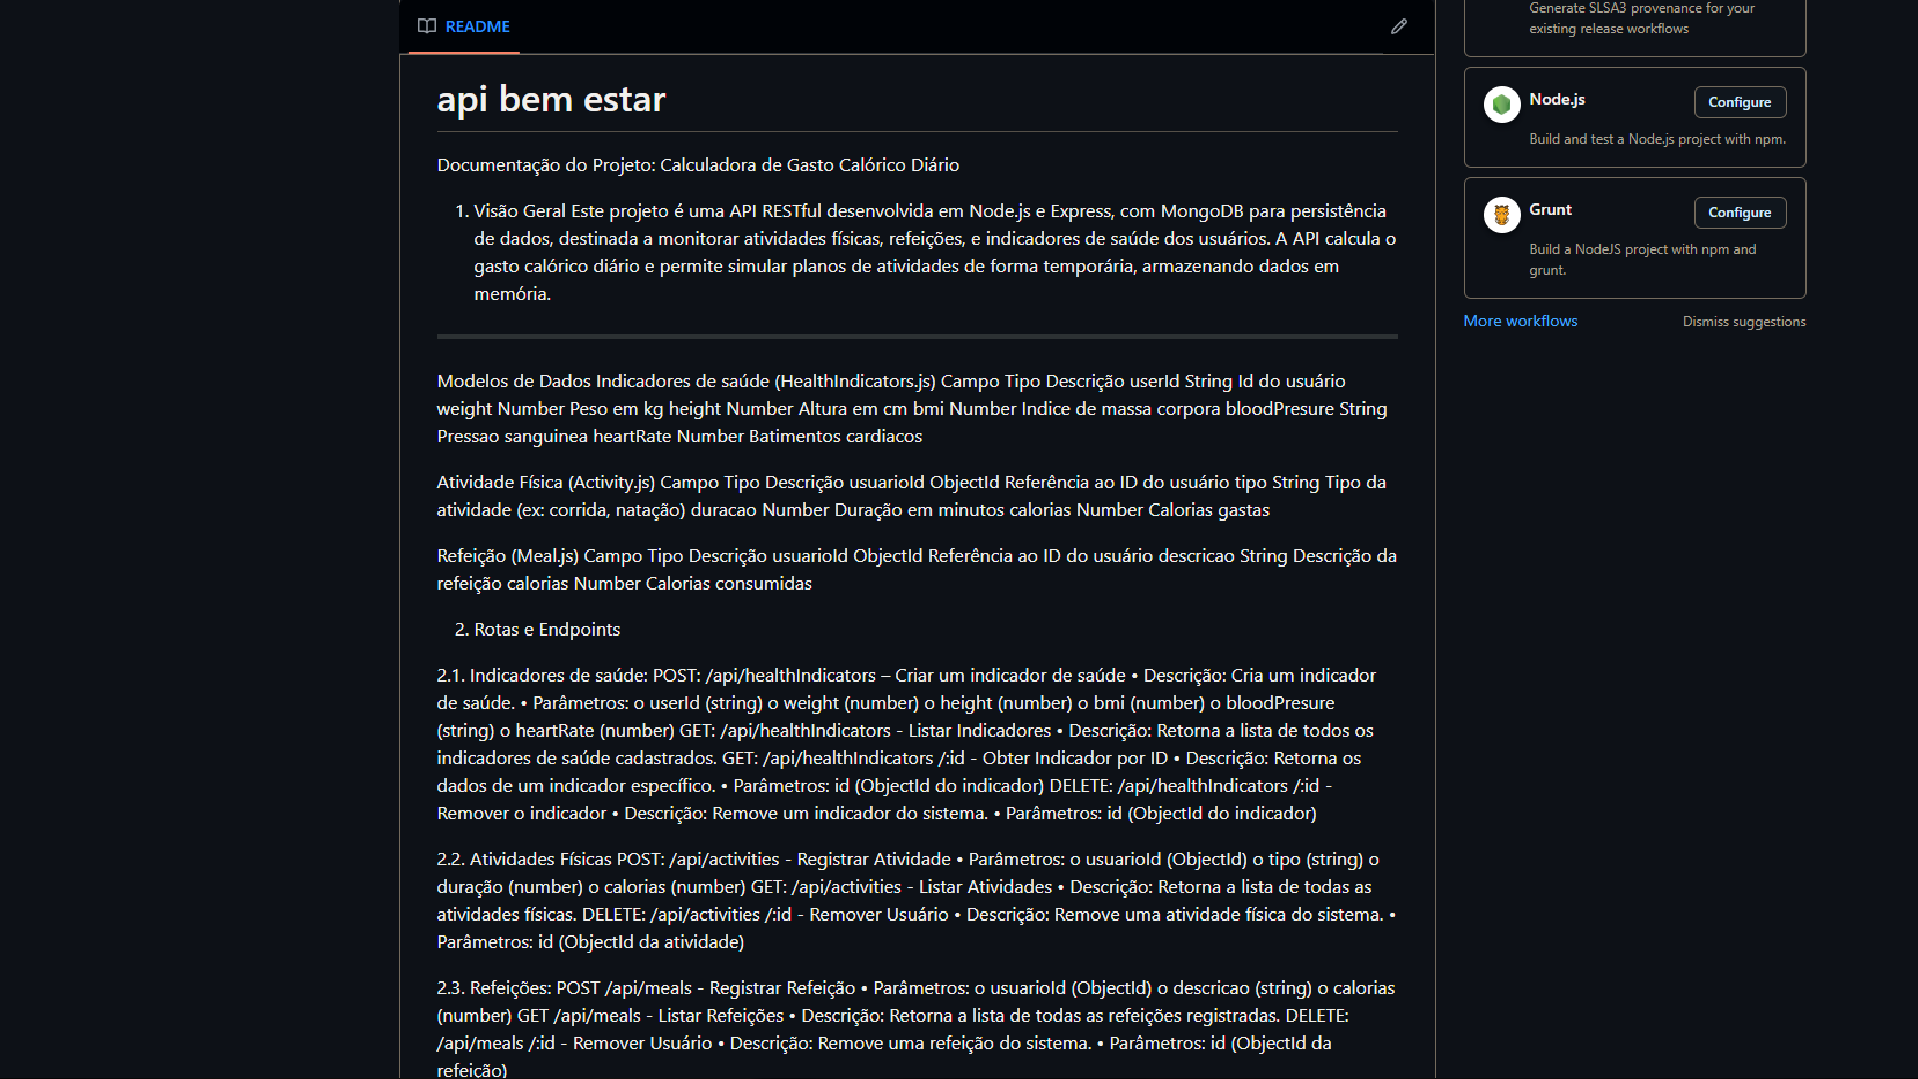 README
api bem estar
Documentação do Projeto: Calculadora de Gasto Calórico Diário
1. Visão Geral Este projeto é uma API RESTful desenvolvida em Node.js e Express, com MongoDB para persistência
de dados, destinada a monitorar atividades físicas, refeições, e indicadores de saúde dos usuários. A API calcula o
gasto calórico diário e permite simular planos de atividades de forma temporária, armazenando dados em
memória.
Modelos de Dados Indicadores de saúde (HealthIndicators.js) Campo Tipo Descrição userId String Id do usuário
weight Number Peso em kg height Number Altura em cm bmi Number Indice de massa corpora bloodPresure String
Pressao sanguinea heartRate Number Batimentos cardiacos
Atividade Física (Activity.js) Campo Tipo Descrição usuarioId ObjectId Referência ao ID do usuário tipo String Tipo da
atividade (ex: corrida, natação) duracao Number Duração em minutos calorias Number Calorias gastas
Refeição (Meal.js) Campo Tipo Descrição usuarioId ObjectId Referência ao ID do usuário descricao String Descrição da
refeição calorias Number Calorias consumidas
2. Rotas e Endpoints
2.1. Indicadores de saúde: POST: /api/healthIndicators – Criar um indicador de saúde • Descrição: Cria um indicador
de saúde. • Parâmetros: o userId (string) o weight (number) o height (number) o bmi (number) o bloodPresure
(string) o heartRate (number) GET: /api/healthIndicators - Listar Indicadores • Descrição: Retorna a lista de todos os
indicadores de saúde cadastrados. GET: /api/healthIndicators /:id - Obter Indicador por ID • Descrição: Retorna os
dados de um indicador específico. • Parâmetros: id (ObjectId do indicador) DELETE: /api/healthIndicators /:id -
Remover o indicador • Descrição: Remove um indicador do sistema. • Parâmetros: id (ObjectId do indicador)
2.2. Atividades Físicas POST: /api/activities - Registrar Atividade • Parâmetros: o usuarioId (ObjectId) o tipo (string) o
duração (number) o calorias (number) GET: /api/activities - Listar Atividades • Descrição: Retorna a lista de todas as
atividades físicas. DELETE: /api/activities /:id - Remover Usuário • Descrição: Remove uma atividade física do sistema. •
Parâmetros: id (ObjectId da atividade)
2.3. Refeições: POST /api/meals - Registrar Refeição • Parâmetros: o usuarioId (ObjectId) o descricao (string) o calorias
(number) GET /api/meals - Listar Refeições • Descrição: Retorna a lista de todas as refeições registradas. DELETE:
/api/meals /:id - Remover Usuário • Descrição: Remove uma refeição do sistema. • Parâmetros: id (ObjectId da
refeição)
Generate SLSA3 provenance for your
existing release workflows
Node.js
Configure
Build and test a Node.js project with npm.
Grunt
Configure
Build a NodeJS project with npm and
grunt.
More workflows
Dismiss suggestions